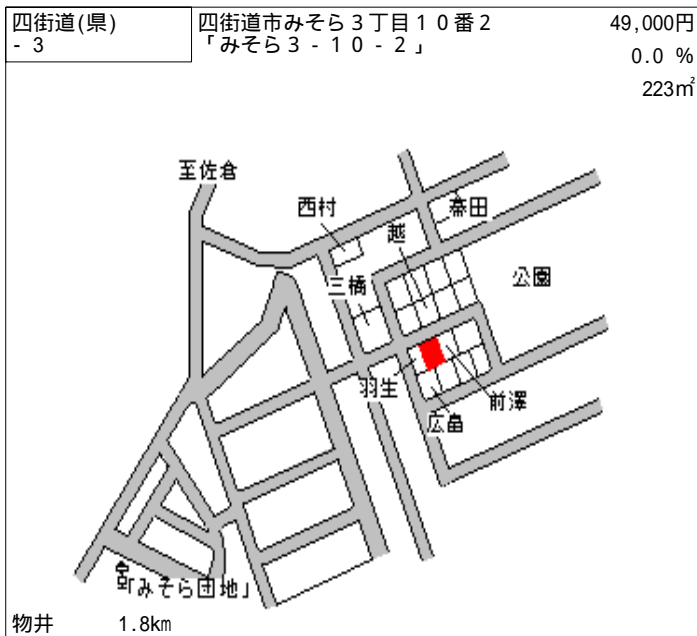 四街道(県)
- 3
四街道市みそら３丁目１０番２
「みそら３‐１０‐２」
49,000円
0.0 %
223㎡
至佐倉
西村
秦田
越
公園
三橋
羽生
前澤
広畠
「みそら団地」
物井 1.8km